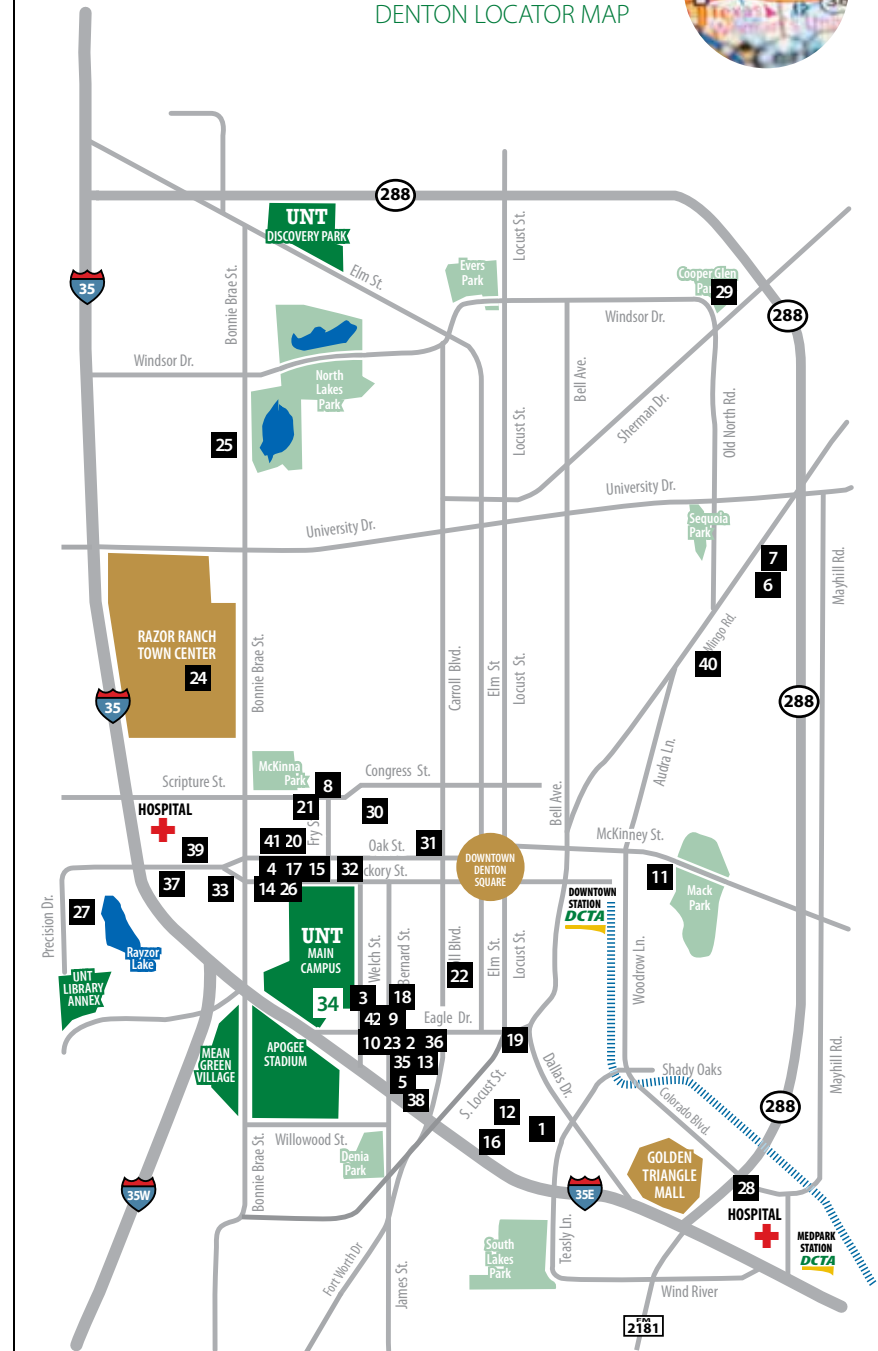 DENTON LOCATOR MAP
Texas
288
UNT
DISCOVERY PARK
Locust St.
Bonnie Brae St.
Elm St.
Evers
Park
Cooper Glen
29
35
288
Windsor Dr.
Windsor Dr.
North
Lakes
Park
Bell Ave.
Locust St.
Sherman Dr.
Old North Rd.
25
University Dr.
University Dr.
Sequoia
Park
7
6
Mayhill Rd.
RAZOR RANCH
TOWN CENTER
24
Bonnie Brae St.
Carroll Blvd.
Elm St
Locust St.
Mingo Rd.
40
35
288
Audra Ln.
McKinna
Park
Scripture St.
8
Congress St.
21
30
Bell Ave.
HOSPITAL
Fry
39
41 20
Oak St.
31
McKinney St.
DOWNTOWN
DENTON
SQUARE
4 17 15 32
37
33
14 26
11
Mack
Park
DOWNTOWN
STATION
DCTA
Precision Dr.
27
Rayzor
Lake
UNT
MAIN
CAMPUS
Welch St.
Bernard St.
Blvd.
Elm St.
Locust St.
Woodrow Ln.
22
UNT
LIBRARY
ANNEX
34
3
18
42 9
Eagle Dr.
10 23 2 36
19
35 13
5
38
MEAN
GREEN
VILLAGE
APOGEE
STADIUM
Dallas Dr.
Shady Oaks
Mayhill Rd.
S. Locust St.
Colorado Blvd.
12
1
16
288
Willowood St.
Denia
Park
Bonnie Brae St.
GOLDEN
TRIANGLE
MALL
28
35W
35E
HOSPITAL
MEDPARK
STATION
DCTA
South
Lakes
Park
Teasly Ln.
Fort Worth Dr
James St.
Wind River
FM
2181